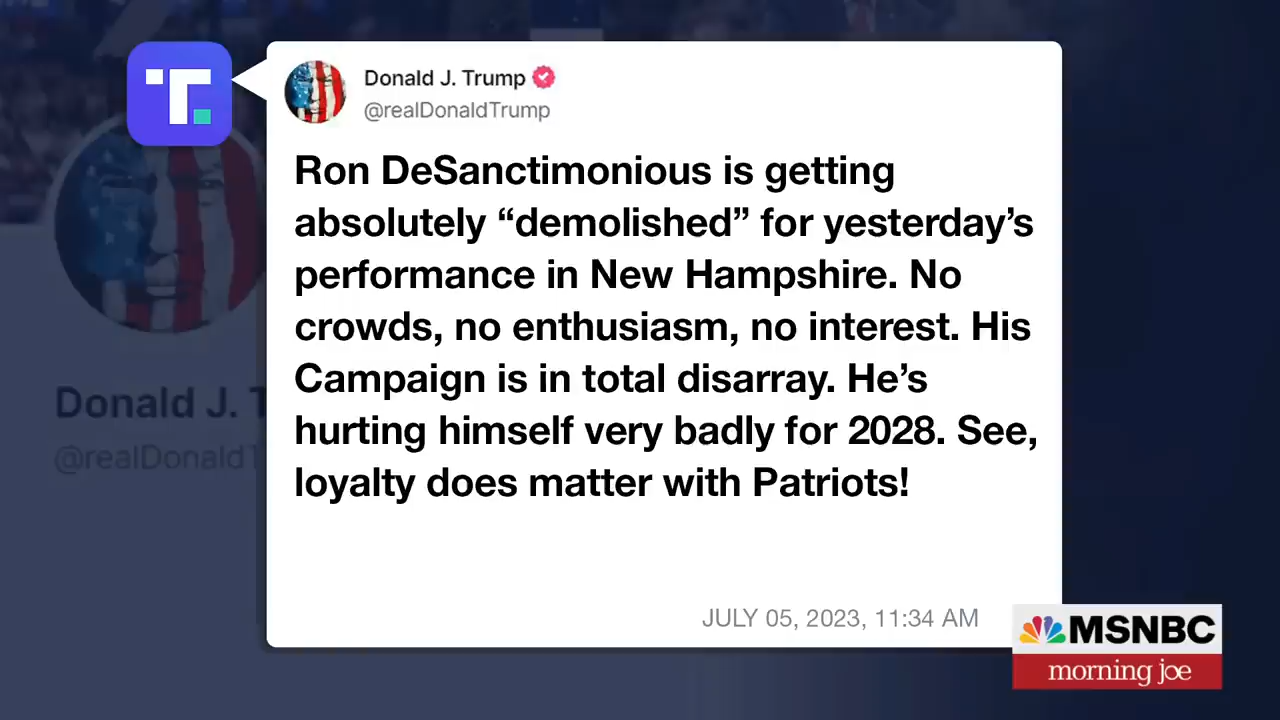 T.
Donald J. Trump
@realDonaldTrump
Ron DeSanctimonious is getting
absolutely “demolished” for yesterday’s
performance in New Hampshire. No
crowds, no enthusiasm, no interest. His
Campaign is in total disarray. He’s
hurting himself very badly for 2028. See,
loyalty does matter with Patriots!
Donald J. T
@realDonaldT
JULY 05, 2023, 11:34 AM
MSNBC
morning joe